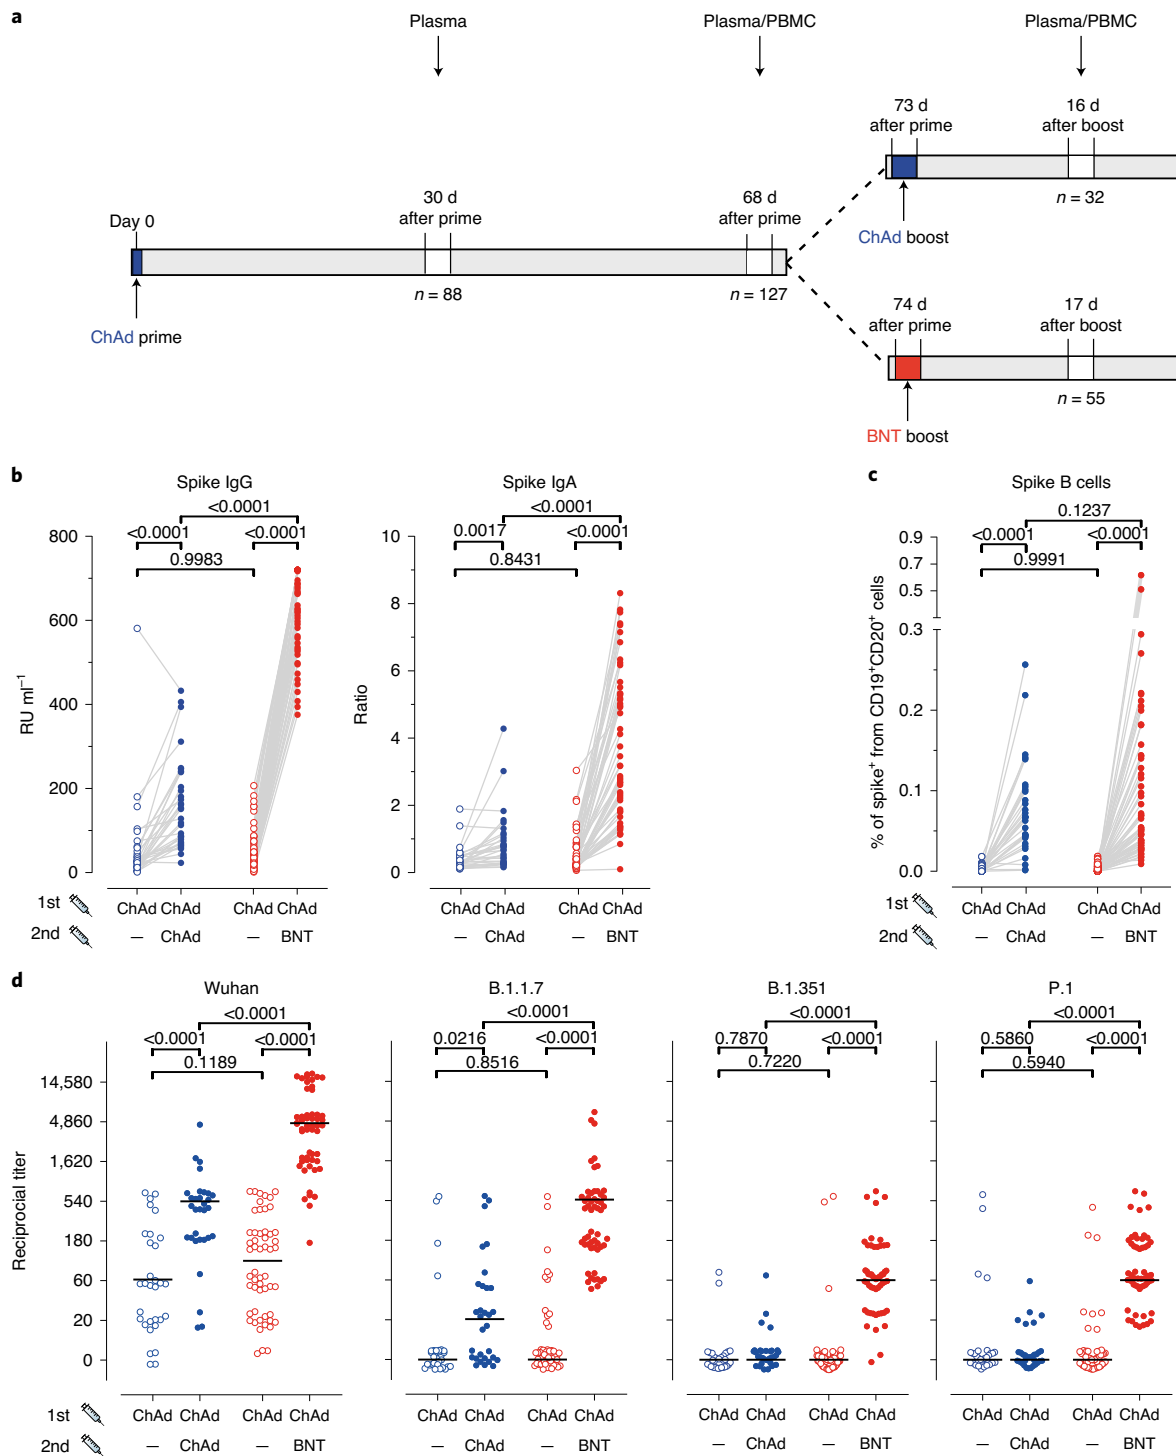 a
Plasma
Plasma/PBMC
Plasma/PBMC
73 d
after prime
16 d
after boost
n = 32
ChAd boost
Day 0
30 d
after prime
68 d
after prime
n = 88
n = 127
ChAd prime
74 d
after prime
17 d
after boost
n = 55
BNT boost
b
Spike IgG
<0.0001
<0.0001
<0.0001
0.9983
800
600
400
200
0
RU ml⁻¹
ChAd ChAd ChAd ChAd
— ChAd — BNT
1st
2nd
Spike IgA
<0.0001
0.0017
<0.0001
0.8431
10
8
6
4
2
0
Ratio
ChAd ChAd ChAd ChAd
— ChAd — BNT
c
Spike B cells
0.1237
<0.0001
<0.0001
0.9991
0.9
0.7
0.5
0.3
0.2
0.1
0.0
% of spike⁺ from CD19⁺CD20⁺ cells
1st
2nd
ChAd ChAd ChAd ChAd
— ChAd — BNT
d
Wuhan
<0.0001
<0.0001
<0.0001
0.1189
14,580
4,860
1,620
540
180
60
20
0
Reciprocial titer
1st
2nd
ChAd ChAd ChAd ChAd
— ChAd — BNT
B.1.1.7
<0.0001
0.0216
<0.0001
0.8516
ChAd ChAd ChAd ChAd
— ChAd — BNT
B.1.351
<0.0001
0.7870
<0.0001
0.7220
ChAd ChAd ChAd ChAd
— ChAd — BNT
P.1
<0.0001
0.5860
<0.0001
0.5940
ChAd ChAd ChAd ChAd
— ChAd — BNT